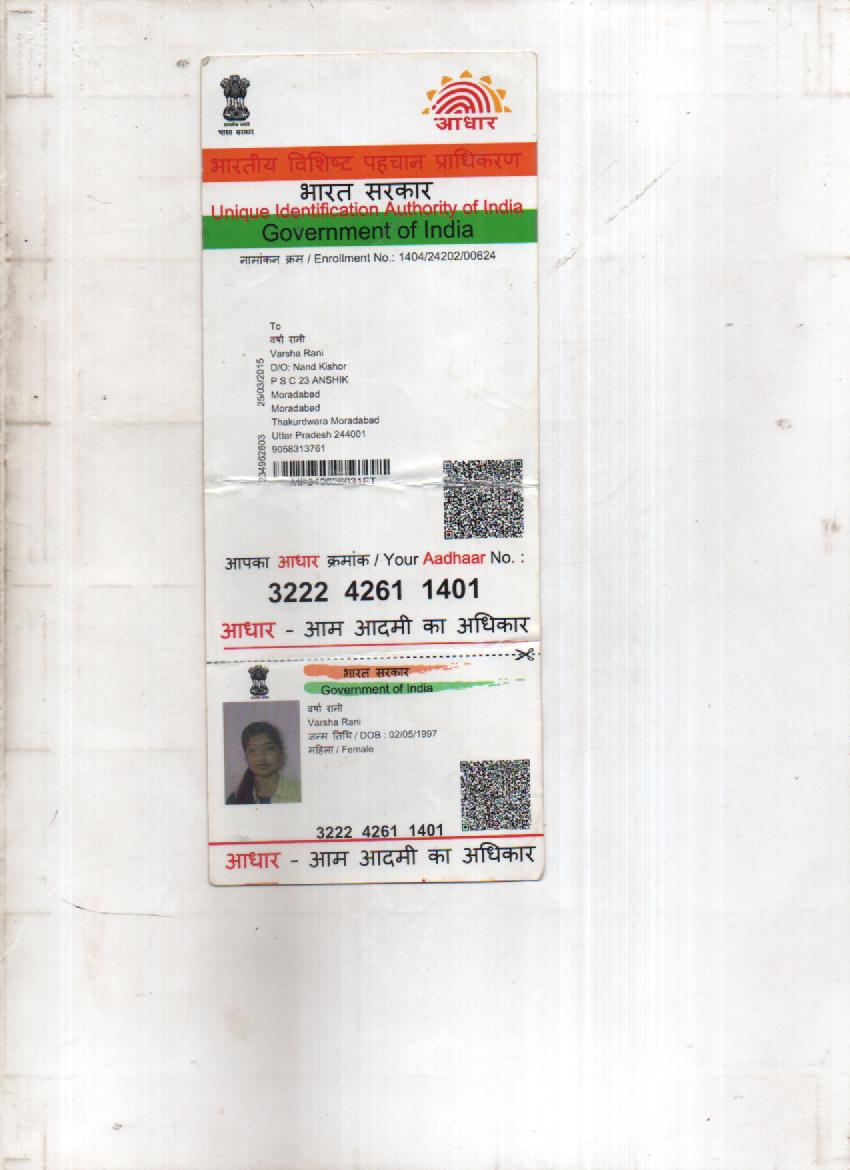 भारत सरकार
आधार
भारतीय विशिष्ट पहचान प्राधिकरण
भारत सरकार
Unique Identification Authority of India
Government of India
नामांकन क्रम / Enrollment No.: 1404/24202/00624
To
वर्षा रानी
Varsha Rani
D/O: Nand Kishor
P S C 23 ANSHIK
Moradabad
Moradabad
Thakurdwara Moradabad
Uttar Pradesh 244001
9058313761
25/03/2015
आपका आधार क्रमांक / Your Aadhaar No. :
3222 4261 1401
आधार - आम आदमी का अधिकार
भारत सरकार
Government of India
वर्षा रानी
Varsha Rani
जन्म तिथि / DOB : 02/05/1997
महिला / Female
3222 4261 1401
आधार - आम आदमी का अधिकार